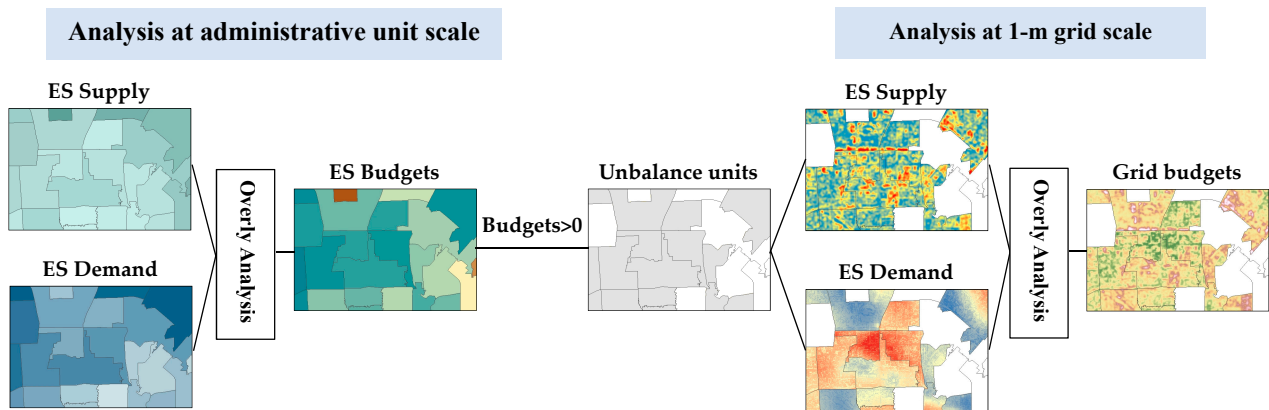 Analysis at administrative unit scale
Analysis at 1-m grid scale
ES Supply
ES Demand
Overly Analysis
ES Budgets
Budgets>0
Unbalance units
ES Supply
ES Demand
Overly Analysis
Grid budgets